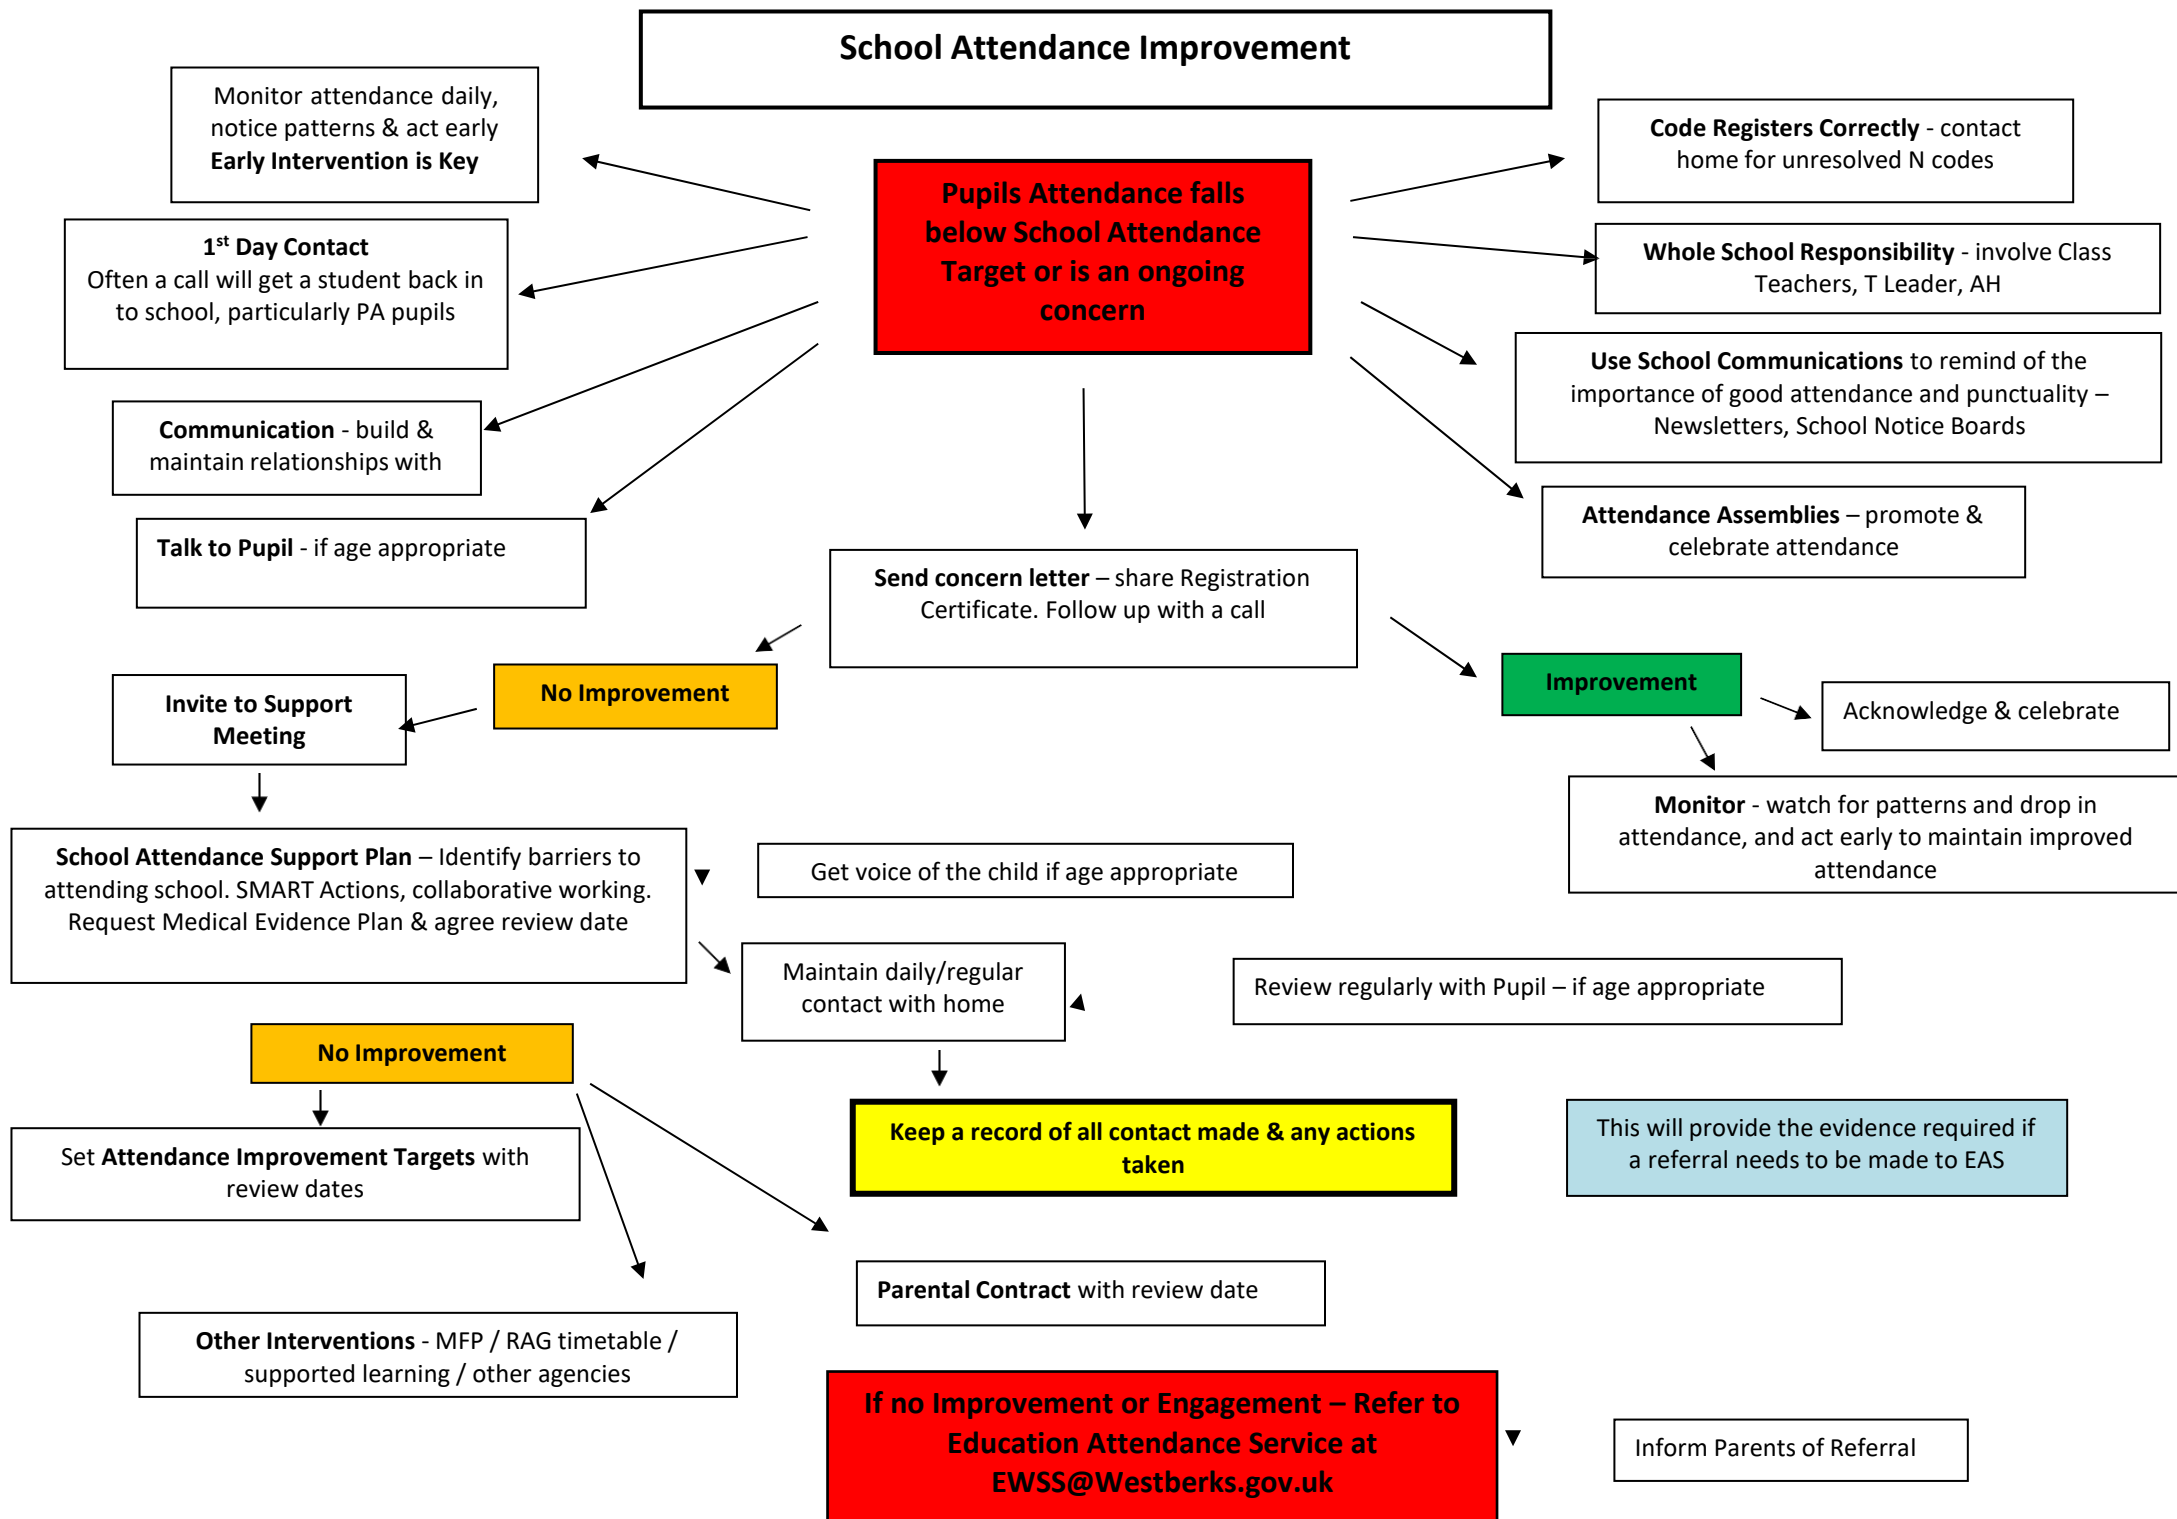 School Attendance Improvement
Monitor attendance daily,
notice patterns & act early
Early Intervention is Key
Code Registers Correctly - contact
home for unresolved N codes
Pupils Attendance falls
below School Attendance
Target or is an ongoing
concern
1st Day Contact
Often a call will get a student back in
to school, particularly PA pupils
Whole School Responsibility - involve Class
Teachers, T Leader, AH
Use School Communications to remind of the
importance of good attendance and punctuality –
Newsletters, School Notice Boards
Communication - build &
maintain relationships with
Attendance Assemblies – promote &
celebrate attendance
Talk to Pupil - if age appropriate
Send concern letter – share Registration
Certificate. Follow up with a call
No Improvement
Improvement
Invite to Support
Meeting
Acknowledge & celebrate
Monitor - watch for patterns and drop in
attendance, and act early to maintain improved
attendance
School Attendance Support Plan – Identify barriers to
attending school. SMART Actions, collaborative working.
Request Medical Evidence Plan & agree review date
Get voice of the child if age appropriate
Maintain daily/regular
contact with home
Review regularly with Pupil – if age appropriate
No Improvement
Keep a record of all contact made & any actions
taken
This will provide the evidence required if
a referral needs to be made to EAS
Set Attendance Improvement Targets with
review dates
Parental Contract with review date
Other Interventions - MFP / RAG timetable /
supported learning / other agencies
If no Improvement or Engagement – Refer to
Education Attendance Service at
EWSS@Westberks.gov.uk
Inform Parents of Referral